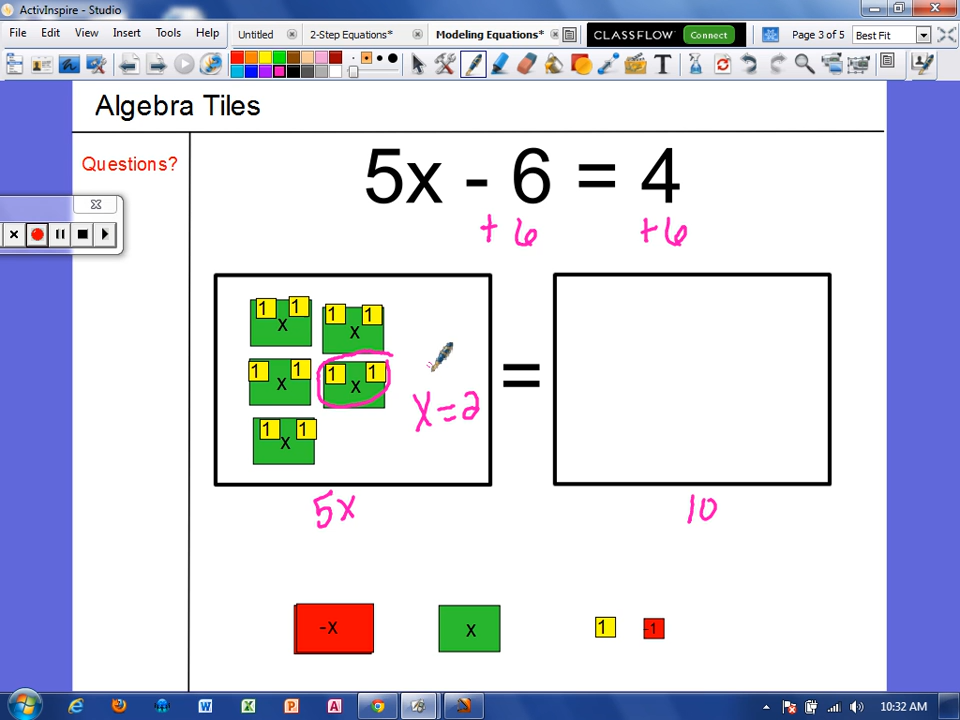 ActivInspire - Studio
File Edit View Insert Tools Help
Untitled 2-Step Equations* Modeling Equations* CLASSFLOW Connect Page 3 of 5 Best Fit
T
Algebra Tiles
Questions?
5x - 6 = 4
+ 6 +6
1 1 x 1 1 x
1 1 x 1 1 x
1 1 x
x=2
=
5x 10
-x x 1 -1
10:32 AM